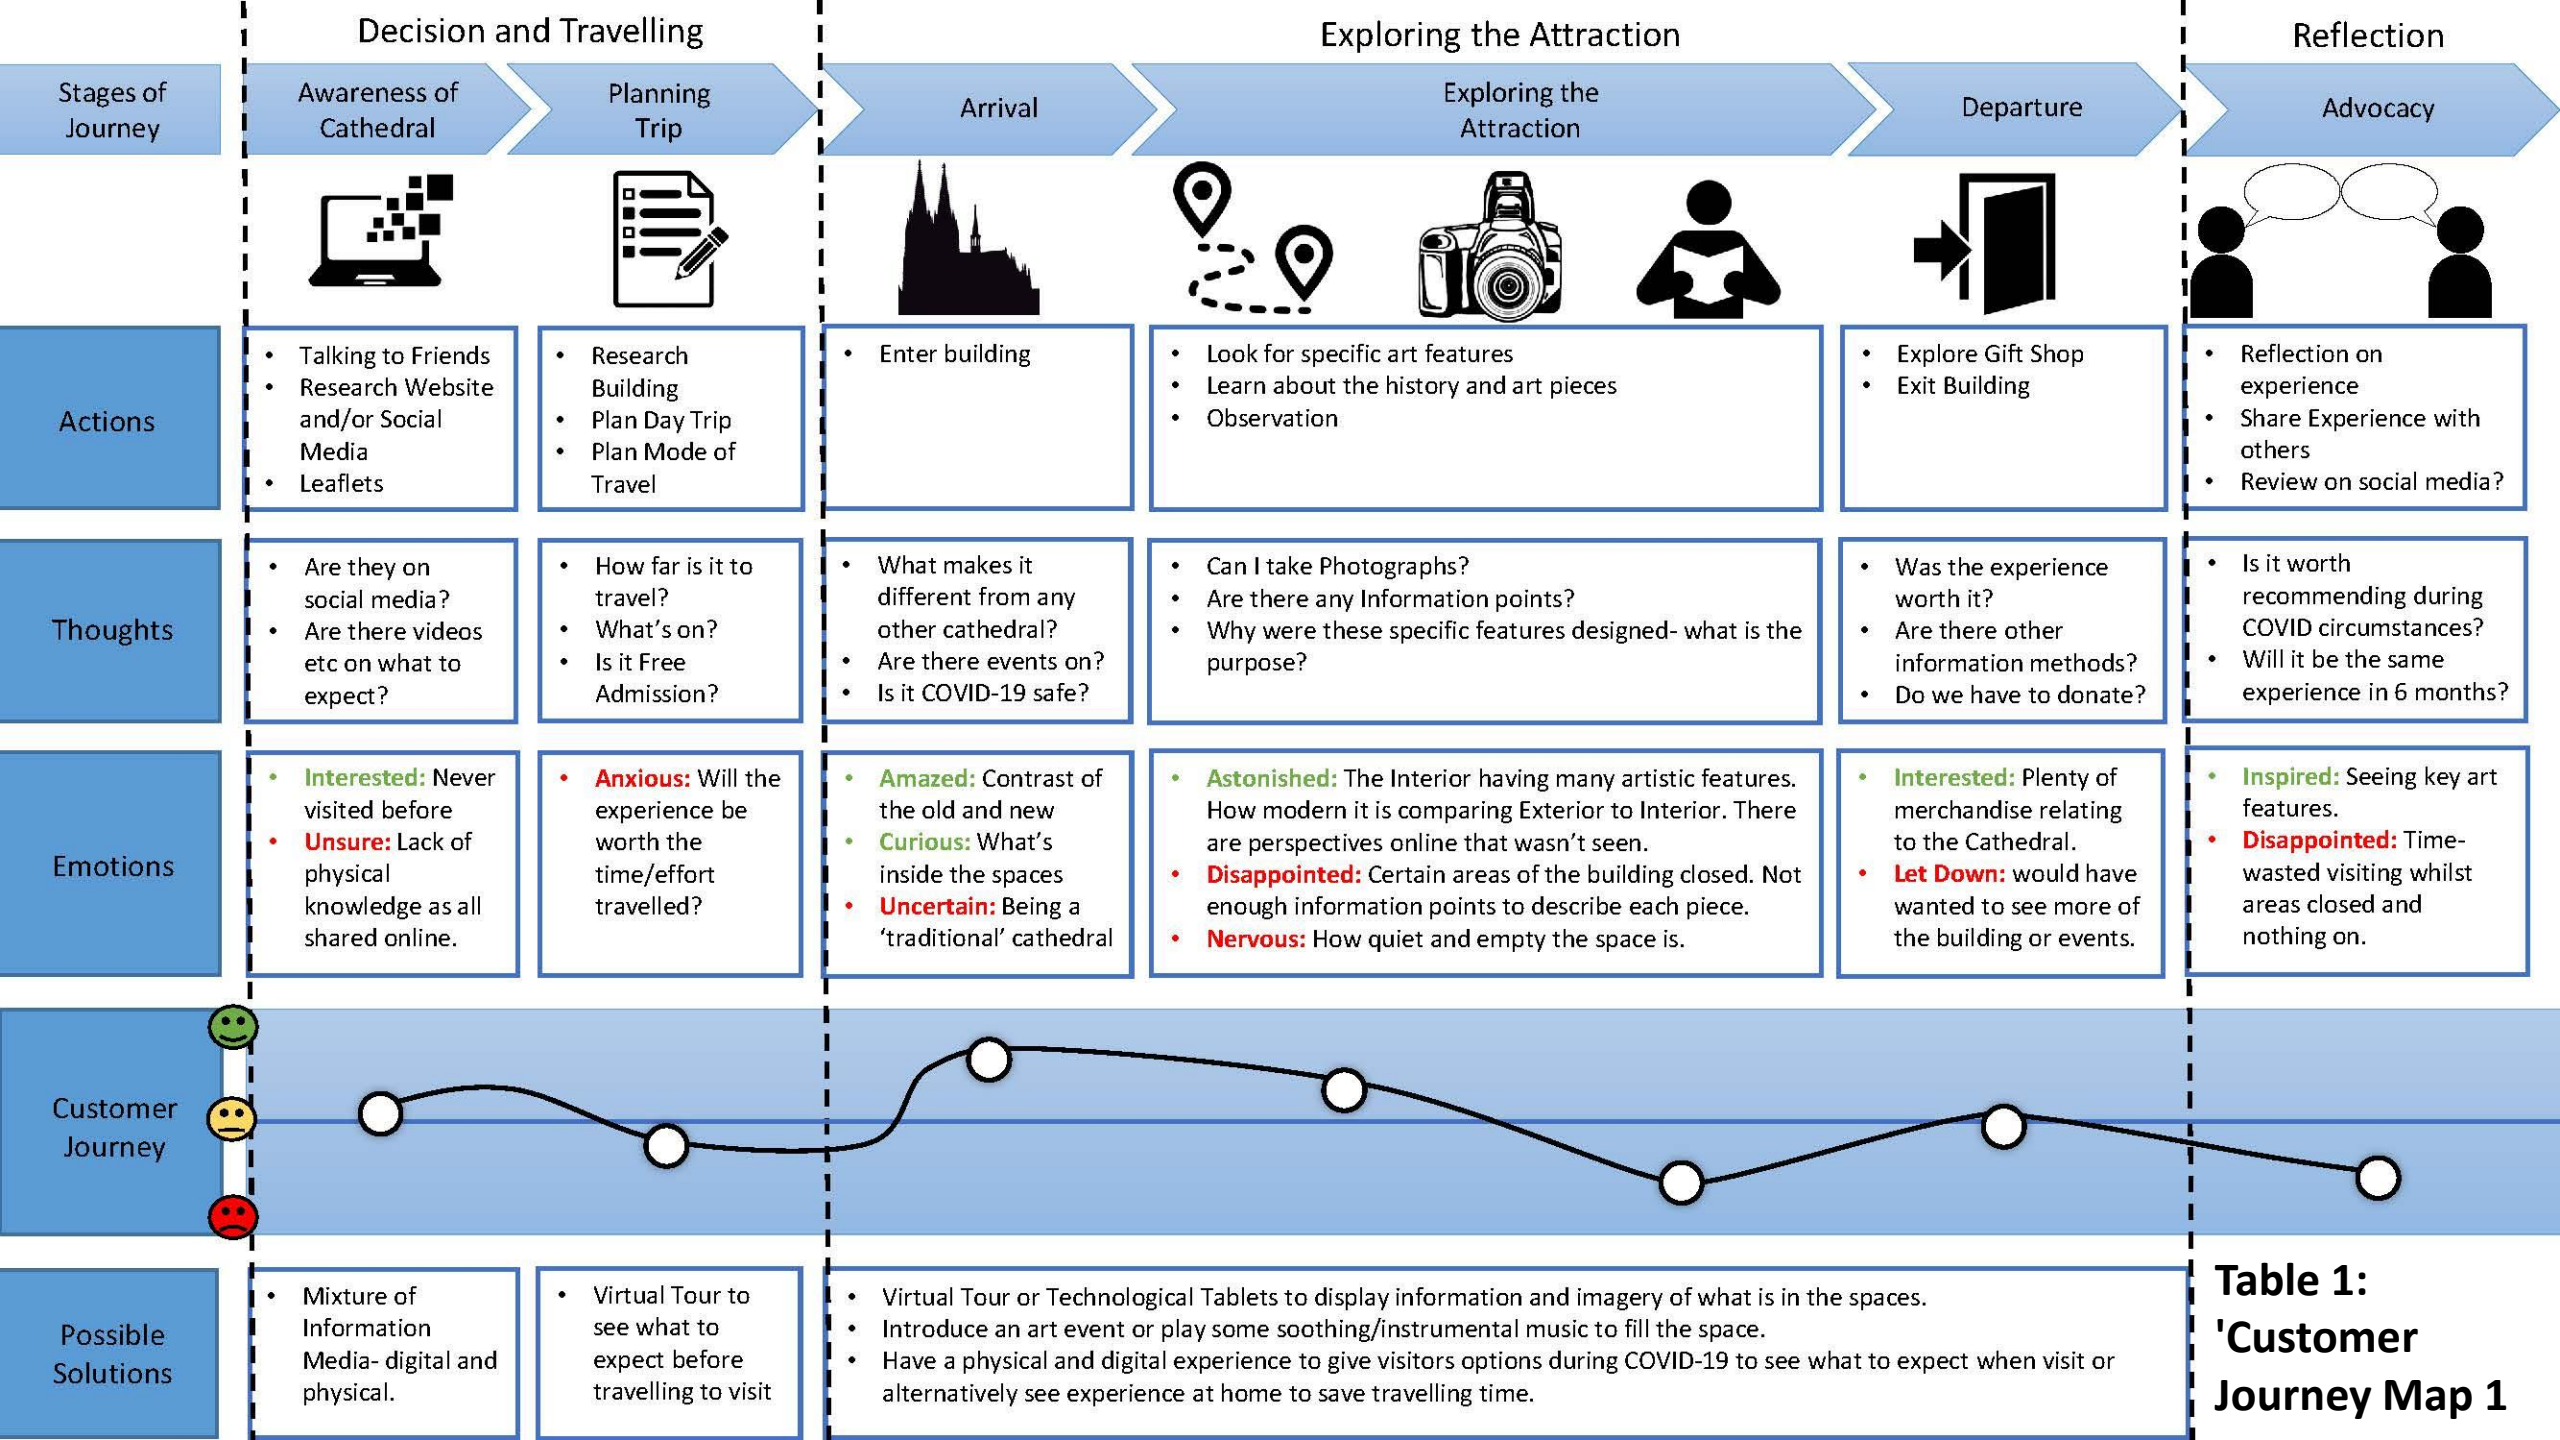 Decision and Travelling
Exploring the Attraction
Reflection
Stages of
Journey
Awareness of
Cathedral
Planning
Trip
Arrival
Exploring the
Attraction
Departure
Advocacy
Actions
• Talking to Friends
• Research Website
and/or Social
Media
• Leaflets
• Research
Building
• Plan Day Trip
• Plan Mode of
Travel
• Enter building
• Look for specific art features
• Learn about the history and art pieces
• Observation
• Explore Gift Shop
• Exit Building
• Reflection on
experience
• Share Experience with
others
• Review on social media?
Thoughts
• Are they on
social media?
• Are there videos
etc on what to
expect?
• How far is it to
travel?
• What's on?
• Is it Free
Admission?
• What makes it
different from any
other cathedral?
• Are there events on?
• Is it COVID-19 safe?
• Can I take Photographs?
• Are there any Information points?
• Why were these specific features designed- what is the
purpose?
• Was the experience
worth it?
• Are there other
information methods?
• Do we have to donate?
• Is it worth
recommending during
COVID circumstances?
• Will it be the same
experience in 6 months?
Emotions
• Interested: Never
visited before
• Unsure: Lack of
physical
knowledge as all
shared online.
• Anxious: Will the
experience be
worth the
time/effort
travelled?
• Amazed: Contrast of
the old and new
• Curious: What's
inside the spaces
• Uncertain: Being a
'traditional' cathedral
• Astonished: The Interior having many artistic features.
How modern it is comparing Exterior to Interior. There
are perspectives online that wasn't seen.
• Disappointed: Certain areas of the building closed. Not
enough information points to describe each piece.
• Nervous: How quiet and empty the space is.
• Interested: Plenty of
merchandise relating
to the Cathedral.
• Let Down: would have
wanted to see more of
the building or events.
• Inspired: Seeing key art
features.
• Disappointed: Time-
wasted visiting whilst
areas closed and
nothing on.
Customer
Journey
Possible
Solutions
• Mixture of
Information
Media- digital and
physical.
• Virtual Tour to
see what to
expect before
travelling to visit
• Virtual Tour or Technological Tablets to display information and imagery of what is in the spaces.
• Introduce an art event or play some soothing/instrumental music to fill the space.
• Have a physical and digital experience to give visitors options during COVID-19 to see what to expect when visit or
alternatively see experience at home to save travelling time.
Table 1:
'Customer
Journey Map 1